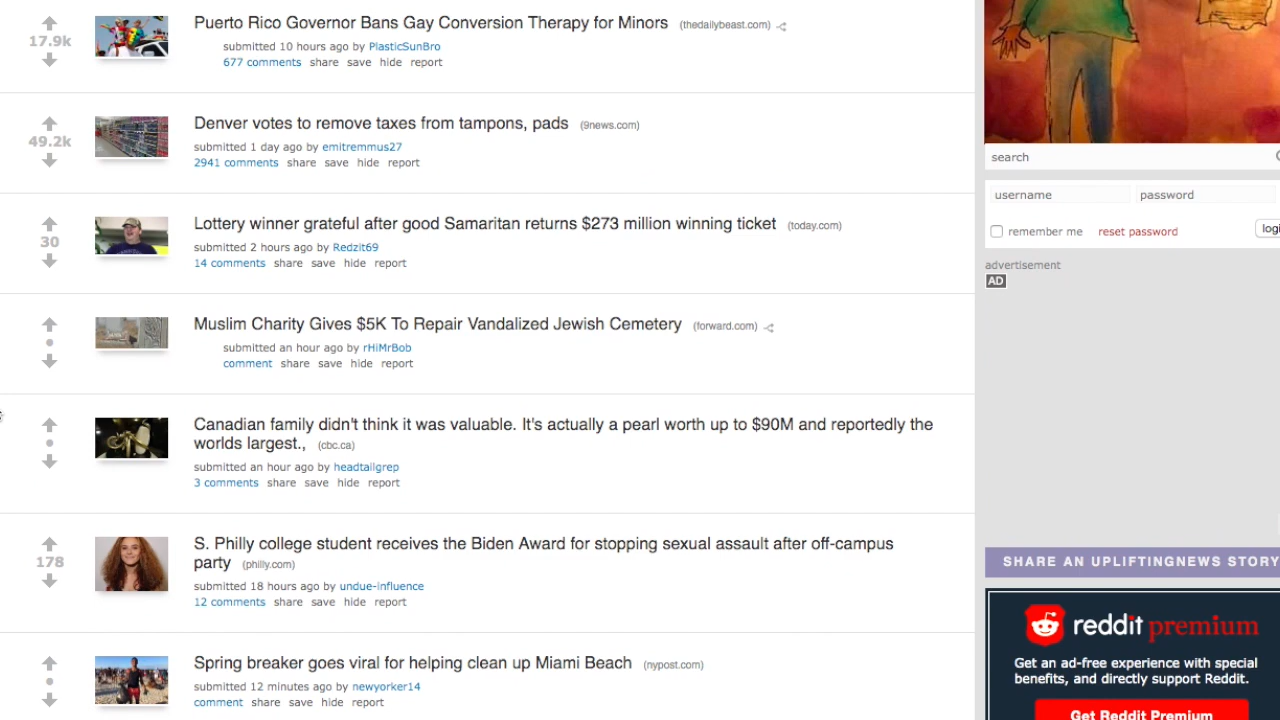 Puerto Rico Governor Bans Gay Conversion Therapy for Minors (thedailybeast.com)
17.9k
submitted 10 hours ago by PlasticSunBro
677 comments share save hide report
Denver votes to remove taxes from tampons, pads (9news.com)
49.2k
submitted 1 day ago by emitremmus27
2941 comments share save hide report
Lottery winner grateful after good Samaritan returns $273 million winning ticket (today.com)
30
submitted 2 hours ago by Redzit69
14 comments share save hide report
Muslim Charity Gives $5K To Repair Vandalized Jewish Cemetery (forward.com)
submitted an hour ago by rHiMrBob
comment share save hide report
Canadian family didn't think it was valuable. It's actually a pearl worth up to $90M and reportedly the
worlds largest., (cbc.ca)
submitted an hour ago by headtailgrep
3 comments share save hide report
S. Philly college student receives the Biden Award for stopping sexual assault after off-campus
party (philly.com)
178
submitted 18 hours ago by undue-influence
12 comments share save hide report
Spring breaker goes viral for helping clean up Miami Beach (nypost.com)
submitted 12 minutes ago by newyorker14
comment share save hide report
search
username password
remember me reset password logi
advertisement
AD
SHARE AN UPLIFTINGNEWS STORY
reddit premium
Get an ad-free experience with special
benefits, and directly support Reddit.
Get Reddit Premium